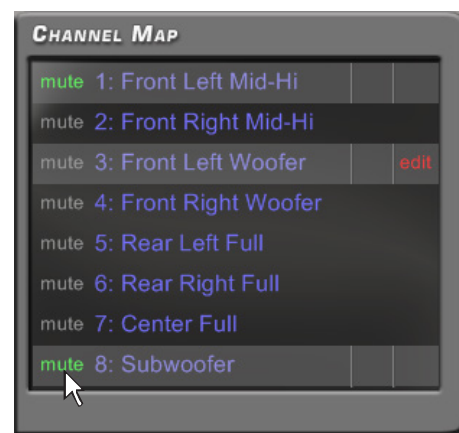 Channel Map
mute 1: Front Left Mid-Hi
mute 2: Front Right Mid-Hi
mute 3: Front Left Woofer edit
mute 4: Front Right Woofer
mute 5: Rear Left Full
mute 6: Rear Right Full
mute 7: Center Full
mute 8: Subwoofer